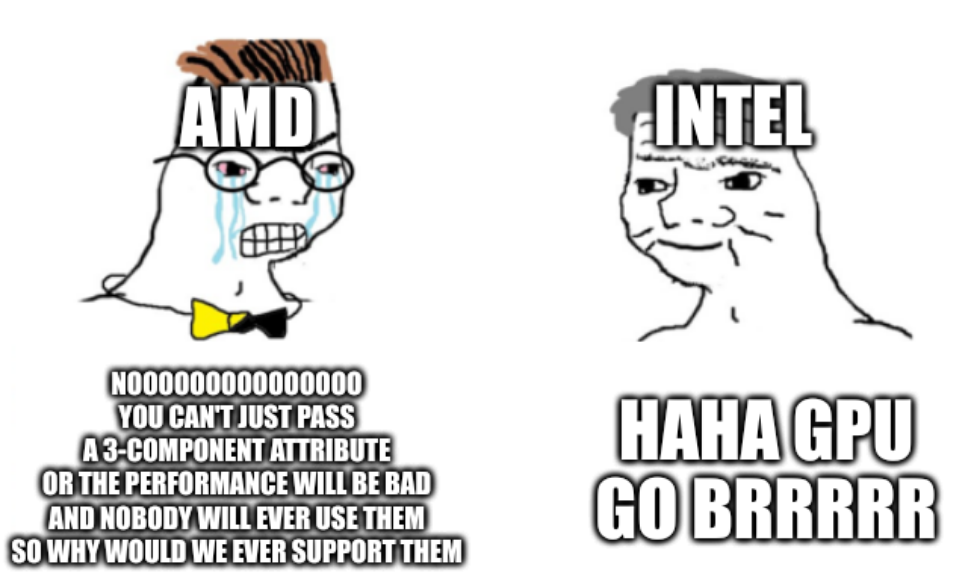 AMD
INTEL
NOOOOOOOOOOOOOOO
YOU CAN'T JUST PASS
A 3-COMPONENT ATTRIBUTE
OR THE PERFORMANCE WILL BE BAD
AND NOBODY WILL EVER USE THEM
SO WHY WOULD WE EVER SUPPORT THEM
HAHA GPU
GO BRRRRR